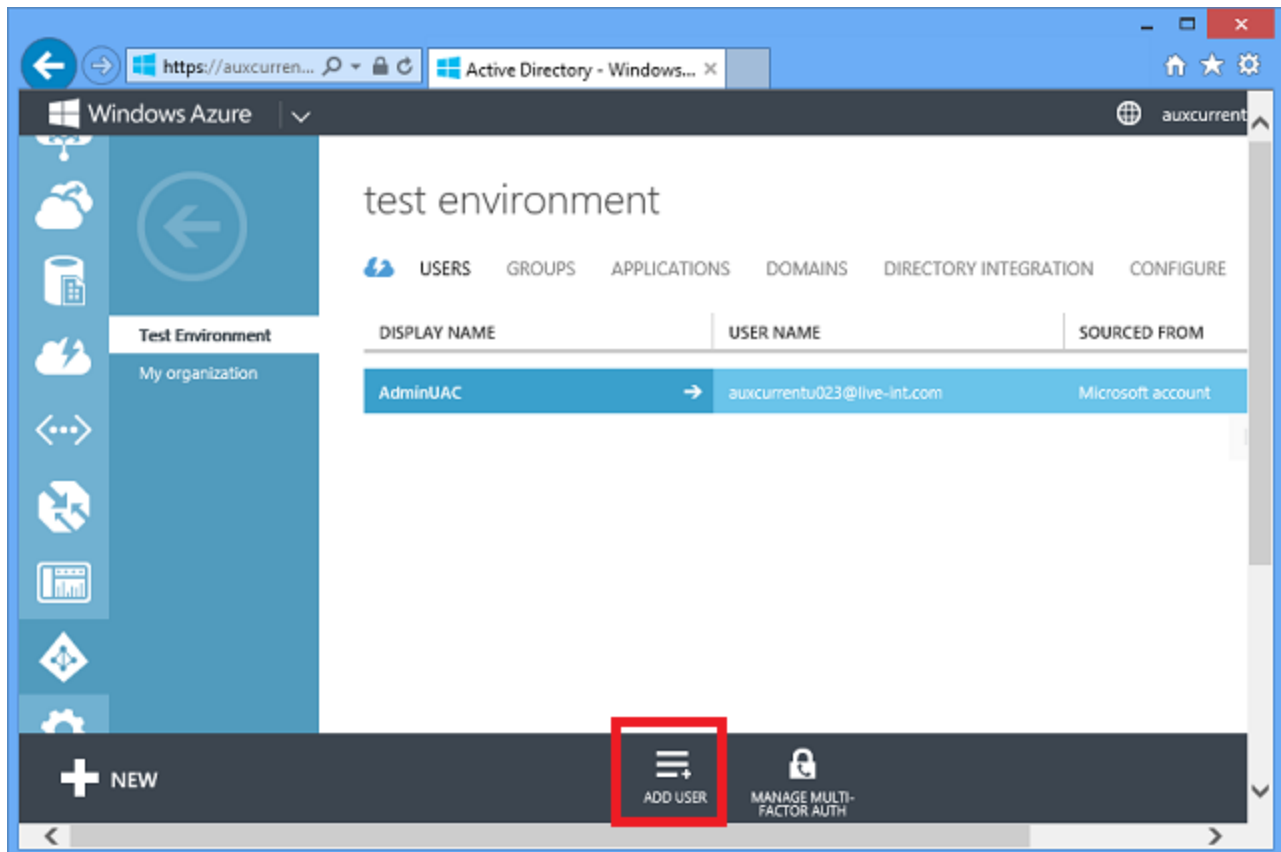 https://auxcurren...
Active Directory - Windows...
Windows Azure
auxcurrent
test environment
USERS GROUPS APPLICATIONS DOMAINS DIRECTORY INTEGRATION CONFIGURE
Test Environment
DISPLAY NAME USER NAME SOURCED FROM
My organization
AdminUAC auxcurrentu023@live-int.com Microsoft account
NEW
ADD USER
MANAGE MULTI-
FACTOR AUTH